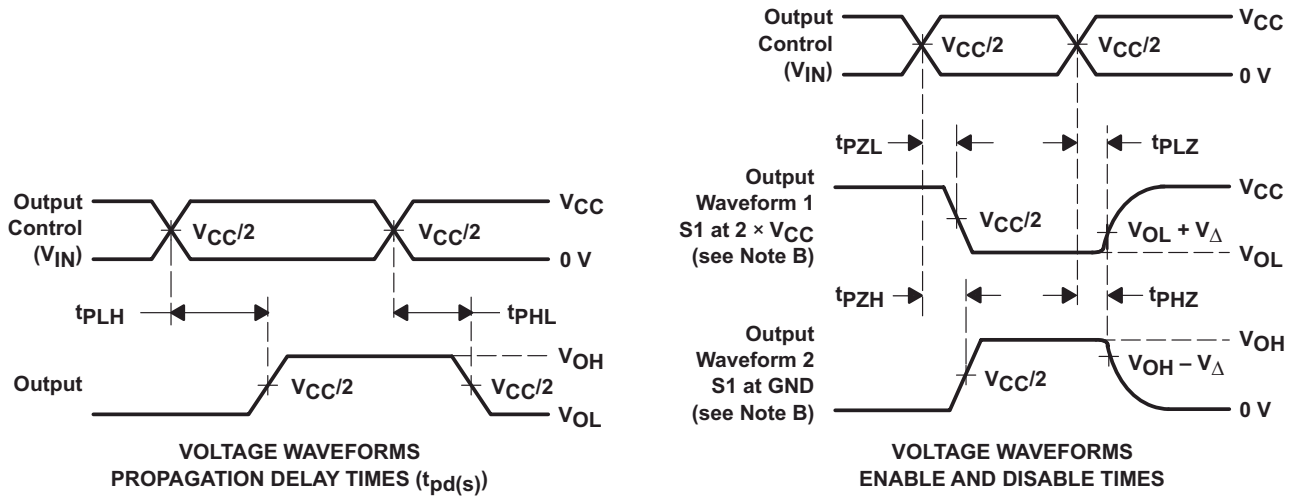 Output
Control
(VIN)
VCC/2
VCC/2
VCC
0 V
tPLH
tPHL
Output
VCC/2
VCC/2
VOH
VOL
VOLTAGE WAVEFORMS
PROPAGATION DELAY TIMES (tpd(s))
Output
Control
(VIN)
VCC/2
VCC/2
VCC
0 V
tPZL
tPLZ
Output
Waveform 1
S1 at 2 × VCC
(see Note B)
VCC/2
VCC
VOL + VΔ
VOL
tPZH
tPHZ
Output
Waveform 2
S1 at GND
(see Note B)
VCC/2
VOH
VOH – VΔ
0 V
VOLTAGE WAVEFORMS
ENABLE AND DISABLE TIMES